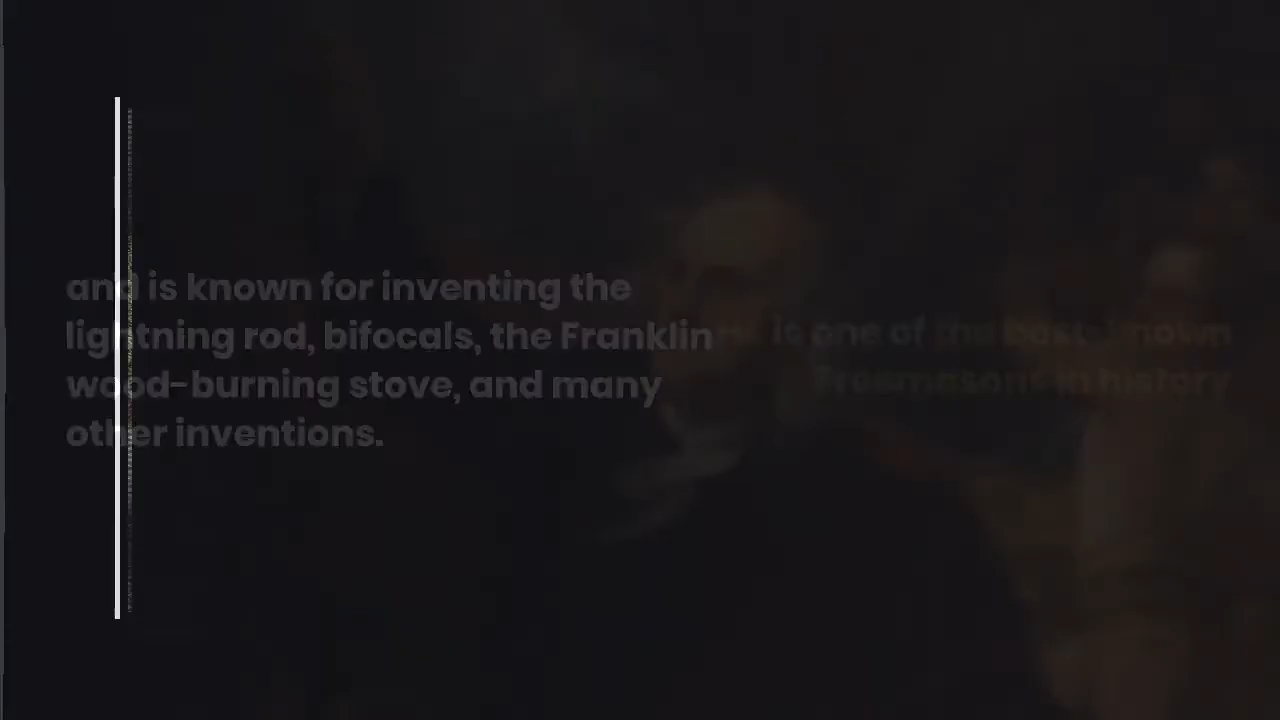 and is known for inventing the
lightning rod, bifocals, the Franklin
wood-burning stove, and many
other inventions.
He is one of the best-known
Freemasons in history